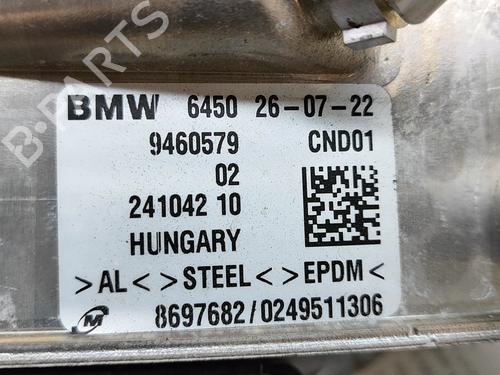 B-PARTS
BMW 6450 26-07-22
9460579 CND01
02
241042 10
HUNGARY
>AL< >STEEL< >EPDM<
M 8697682/0249511306